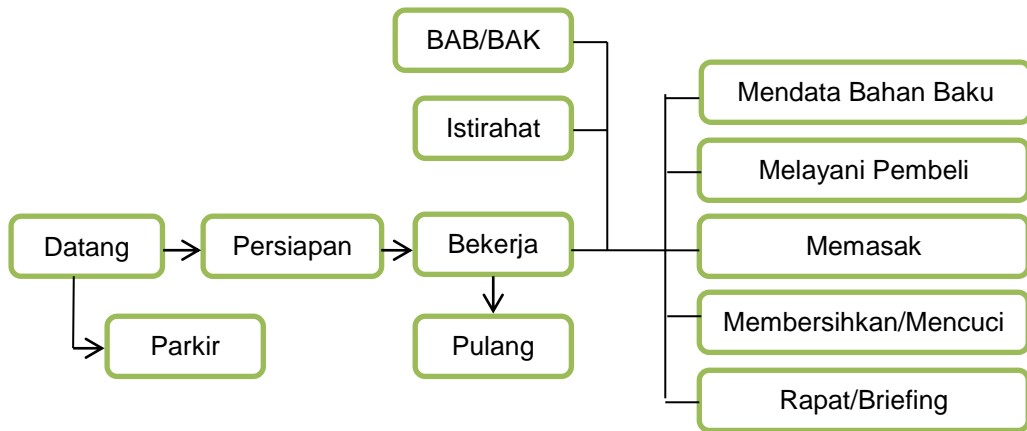 BAB/BAK
Istirahat
Datang
Persiapan
Bekerja
Parkir
Pulang
Mendata Bahan Baku
Melayani Pembeli
Memasak
Membersihkan/Mencuci
Rapat/Briefing